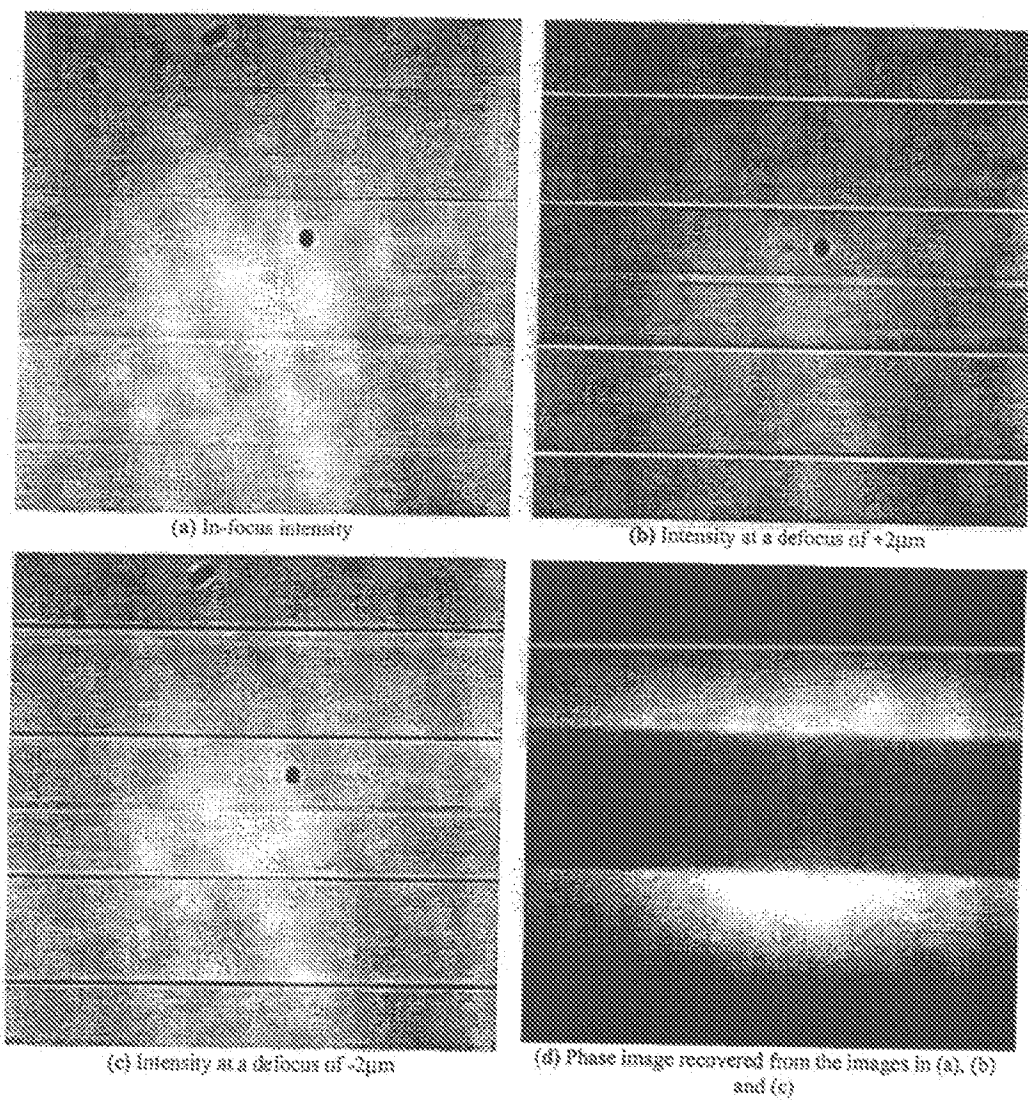 (a) In-focus intensity
(b) Intensity at a defocus of +2μm
(c) Intensity at a defocus of -2μm
(d) Phase image recovered from the images in (a), (b)
and (c)